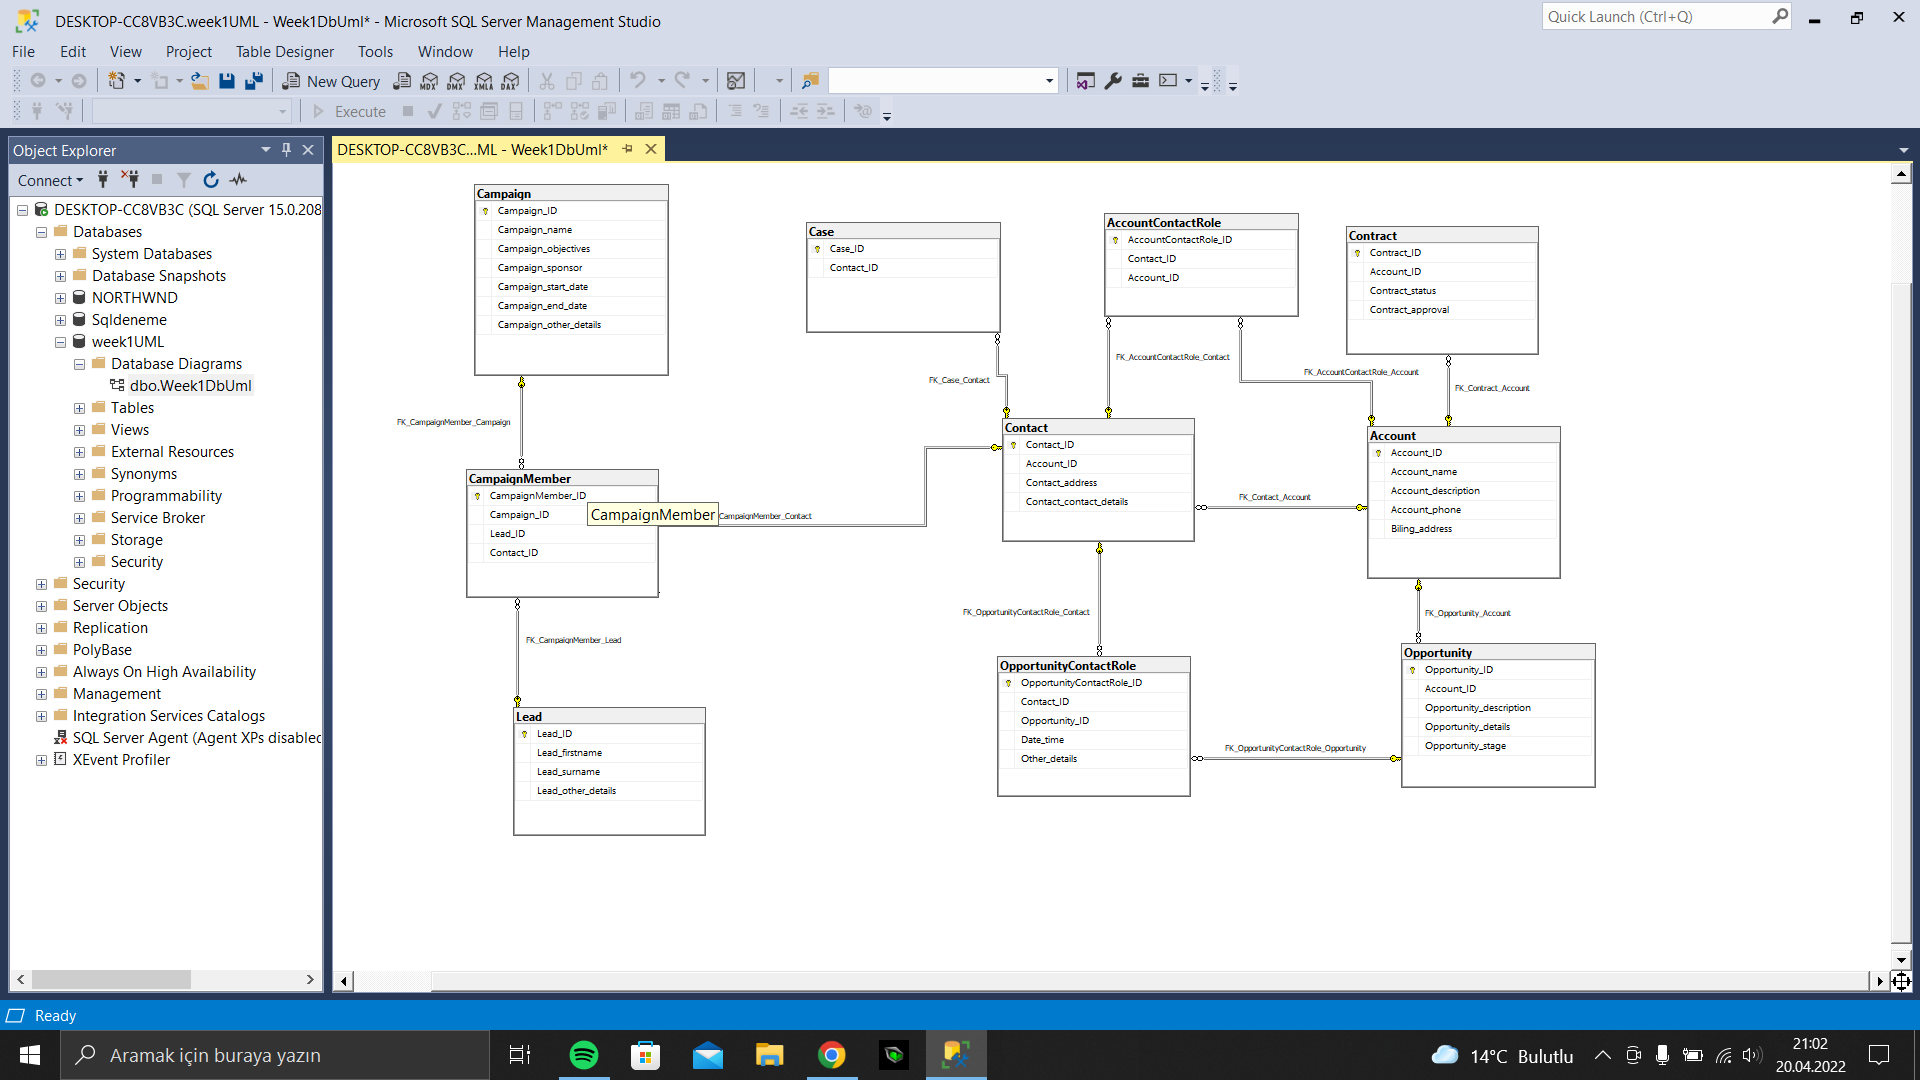 DESKTOP-CC8VB3C.week1UML - Week1DbUml* - Microsoft SQL Server Management Studio
Quick Launch (Ctrl+Q)
File Edit View Project Table Designer Tools Window Help
New Query MDX DMX XMLA DAX
Execute
Object Explorer
DESKTOP-CC8VB3C...ML - Week1DbUml*
Connect
DESKTOP-CC8VB3C (SQL Server 15.0.208
Databases
System Databases
Database Snapshots
NORTHWND
Sqldeneme
week1UML
Database Diagrams
dbo.Week1DbUml
Tables
Views
External Resources
Synonyms
Programmability
Service Broker
Storage
Security
Security
Server Objects
Replication
PolyBase
Always On High Availability
Management
Integration Services Catalogs
SQL Server Agent (Agent XPs disabled
XEvent Profiler
Campaign
Campaign_ID
Campaign_name
Campaign_objectives
Campaign_sponsor
Campaign_start_date
Campaign_end_date
Campaign_other_details
Case
Case_ID
Contact_ID
AccountContactRole
AccountContactRole_ID
Contact_ID
Account_ID
Contract
Contract_ID
Account_ID
Contract_status
Contract_approval
FK_AccountContactRole_Contact
FK_AccountContactRole_Account
FK_Case_Contact
FK_Contract_Account
FK_CampaignMember_Campaign
CampaignMember
CampaignMember_ID
Campaign_ID
Lead_ID
Contact_ID
CampaignMember
CampaignMember_Contact
Contact
Contact_ID
Account_ID
Contact_address
Contact_contact_details
FK_Contact_Account
Account
Account_ID
Account_name
Account_description
Account_phone
Biling_address
FK_OpportunityContactRole_Contact
FK_Opportunity_Account
FK_CampaignMember_Lead
Lead
Lead_ID
Lead_firstname
Lead_surname
Lead_other_details
OpportunityContactRole
OpportunityContactRole_ID
Contact_ID
Opportunity_ID
Date_time
Other_details
FK_OpportunityContactRole_Opportunity
Opportunity
Opportunity_ID
Account_ID
Opportunity_description
Opportunity_details
Opportunity_stage
Ready
Aramak için buraya yazın
14°C Bulutlu
21:02
20.04.2022